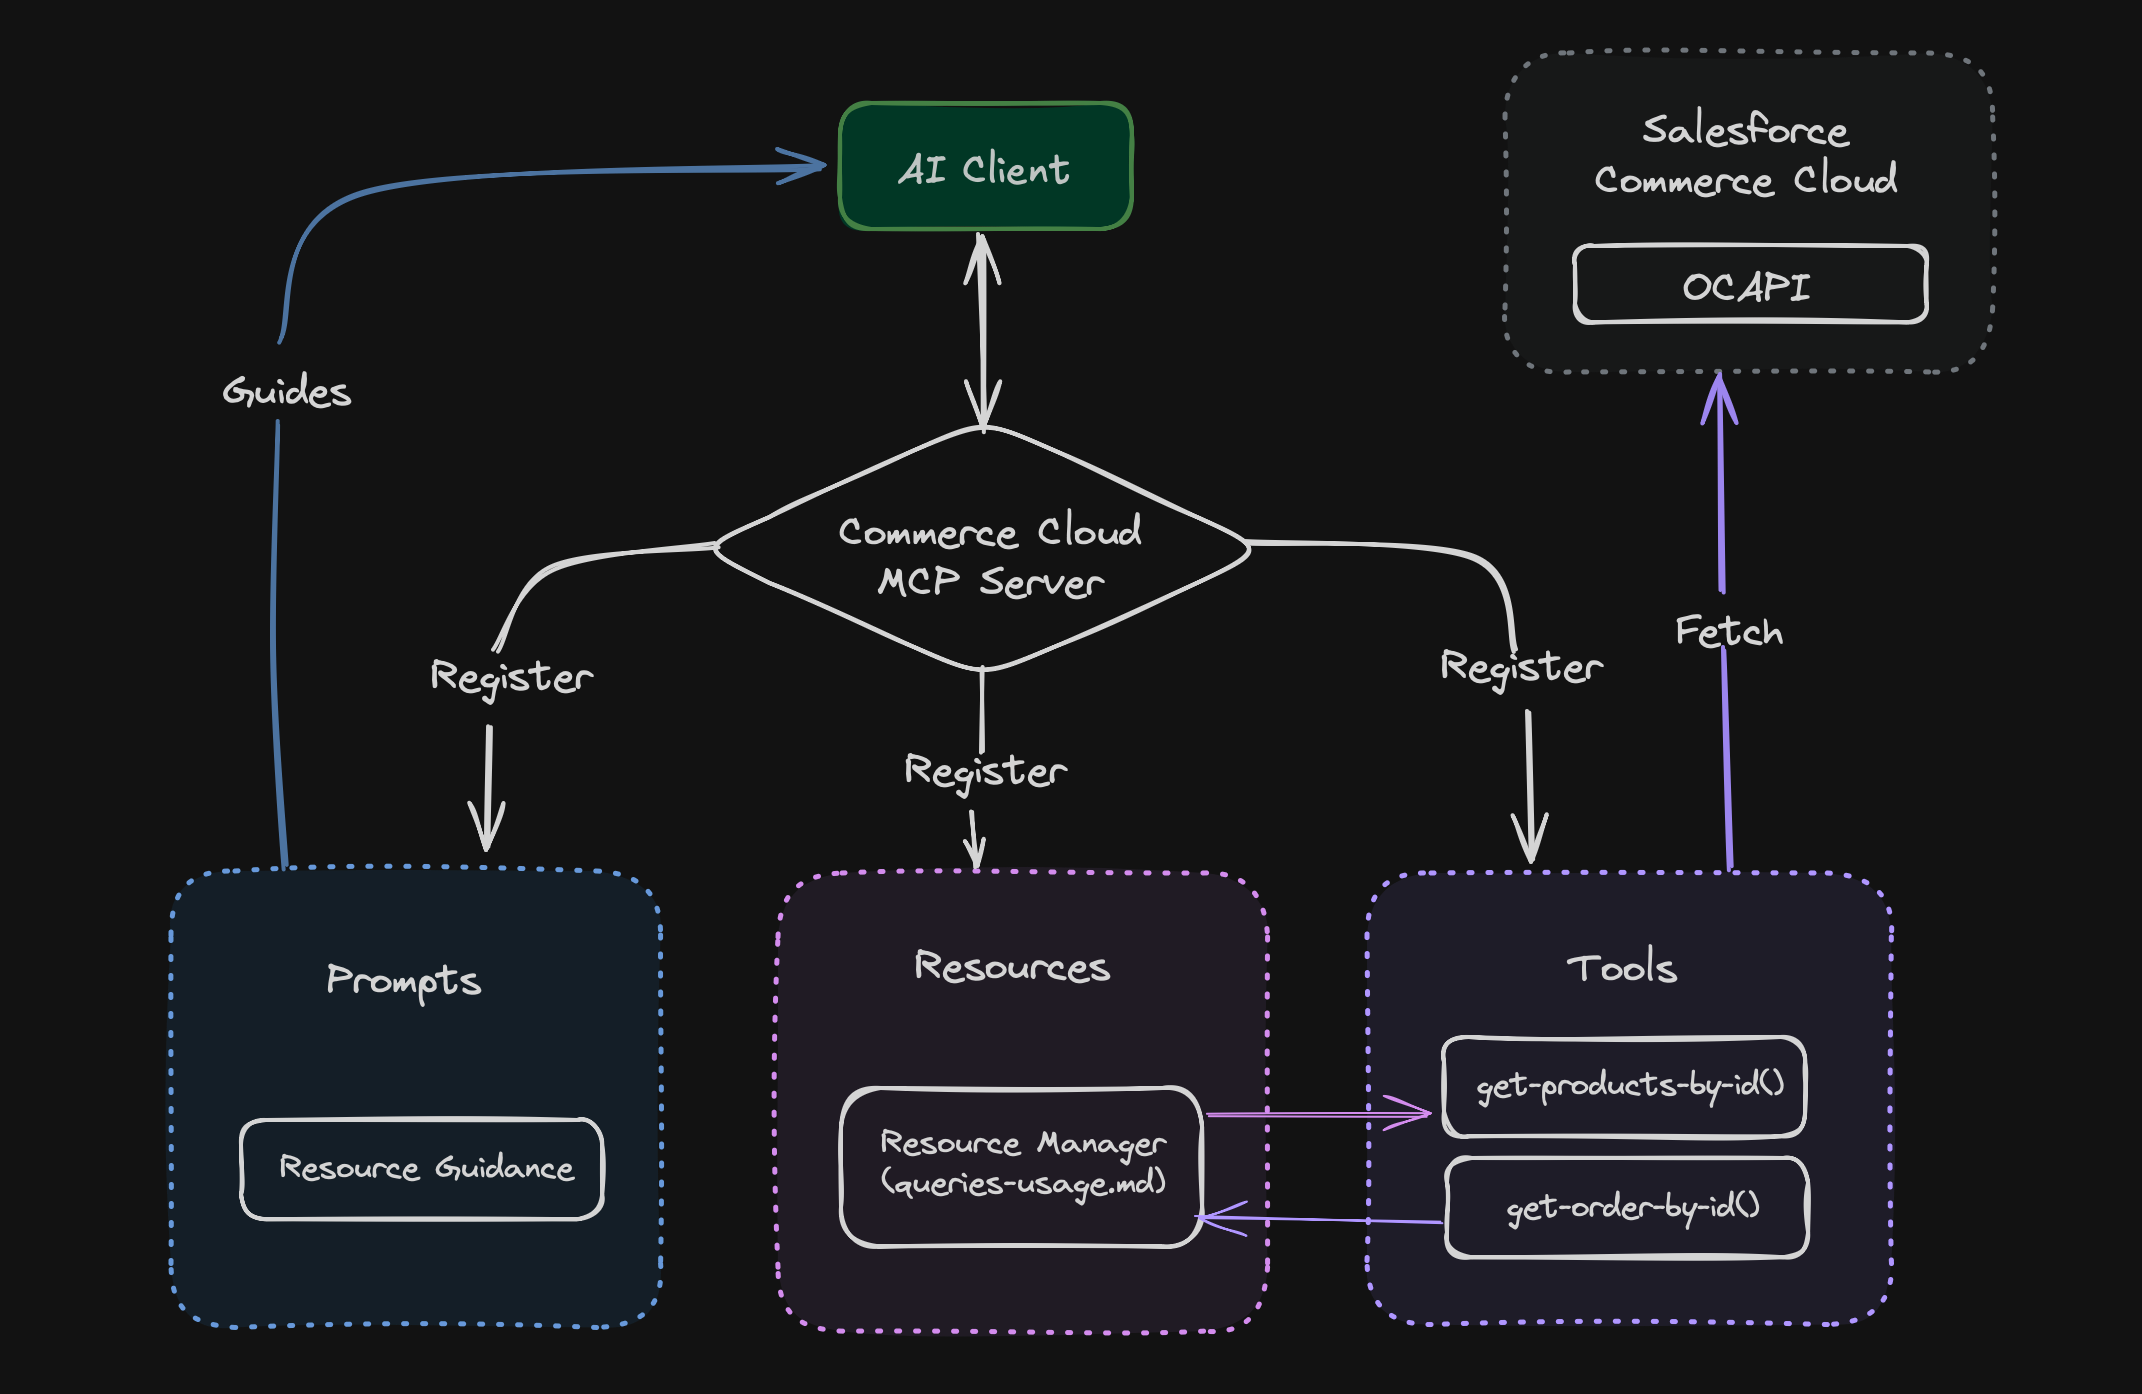 Salesforce
Commerce Cloud
OCAPI
AI Client
Guides
Commerce Cloud
MCP Server
Fetch
Register
Register
Register
Prompts
Resource Guidance
Resources
Resource Manager
(queries-usage.md)
Tools
get-products-by-id()
get-order-by-id()